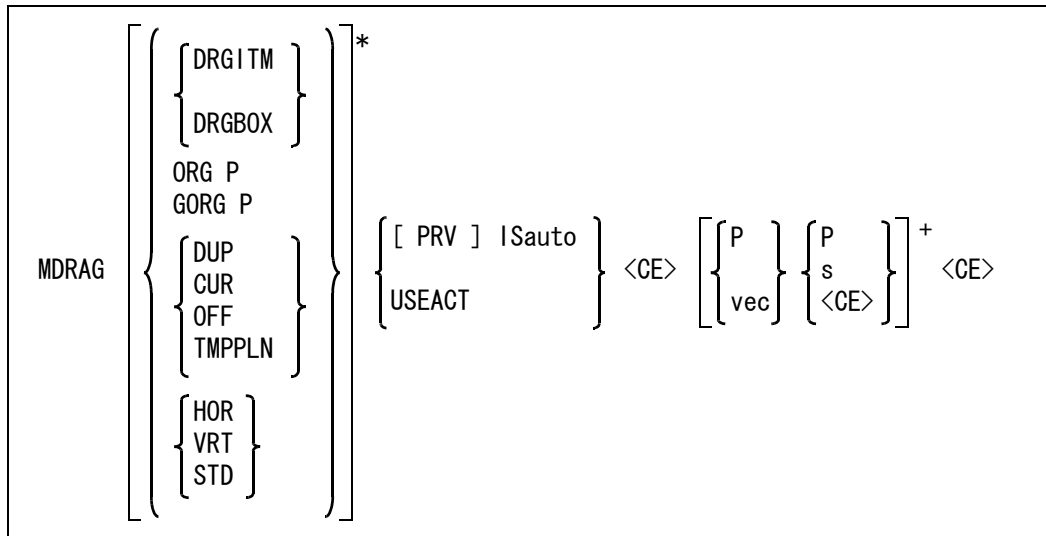 *
DRGITM
DRGBOX
ORG P
GORG P
DUP
CUR
OFF
TMPPLN
HOR
VRT
STD
MDRAG
[ PRV ] ISauto
USEACT
<CE>
P
vec
P
s
<CE>
+
<CE>